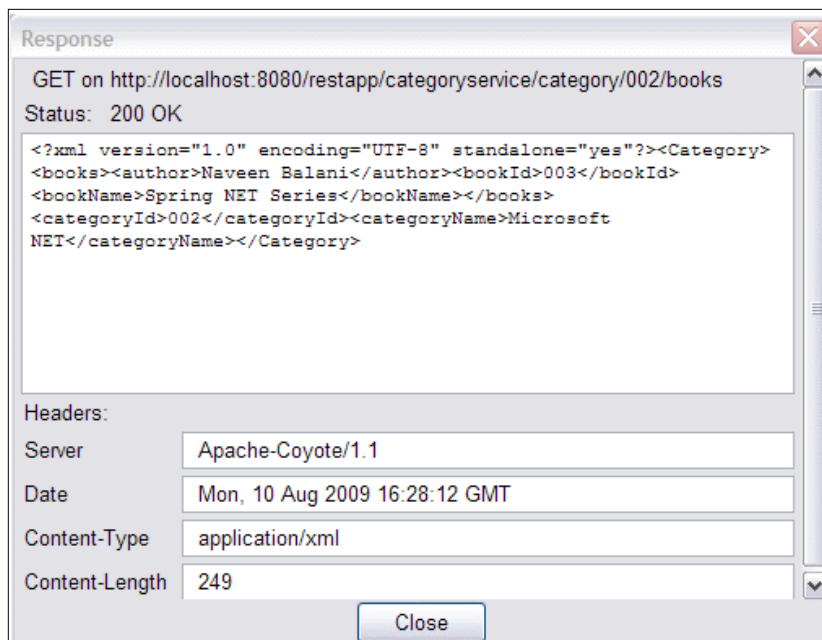 Response
GET on http://localhost:8080/restapp/categoryservice/category/002/books
Status: 200 OK
<?xml version="1.0" encoding="UTF-8" standalone="yes"?><Category>
<books><author>Naveen Balani</author><bookId>003</bookId>
<bookName>Spring NET Series</bookName></books>
<categoryId>002</categoryId><categoryName>Microsoft
NET</categoryName></Category>
Headers:
Server Apache-Coyote/1.1
Date Mon, 10 Aug 2009 16:28:12 GMT
Content-Type application/xml
Content-Length 249
Close